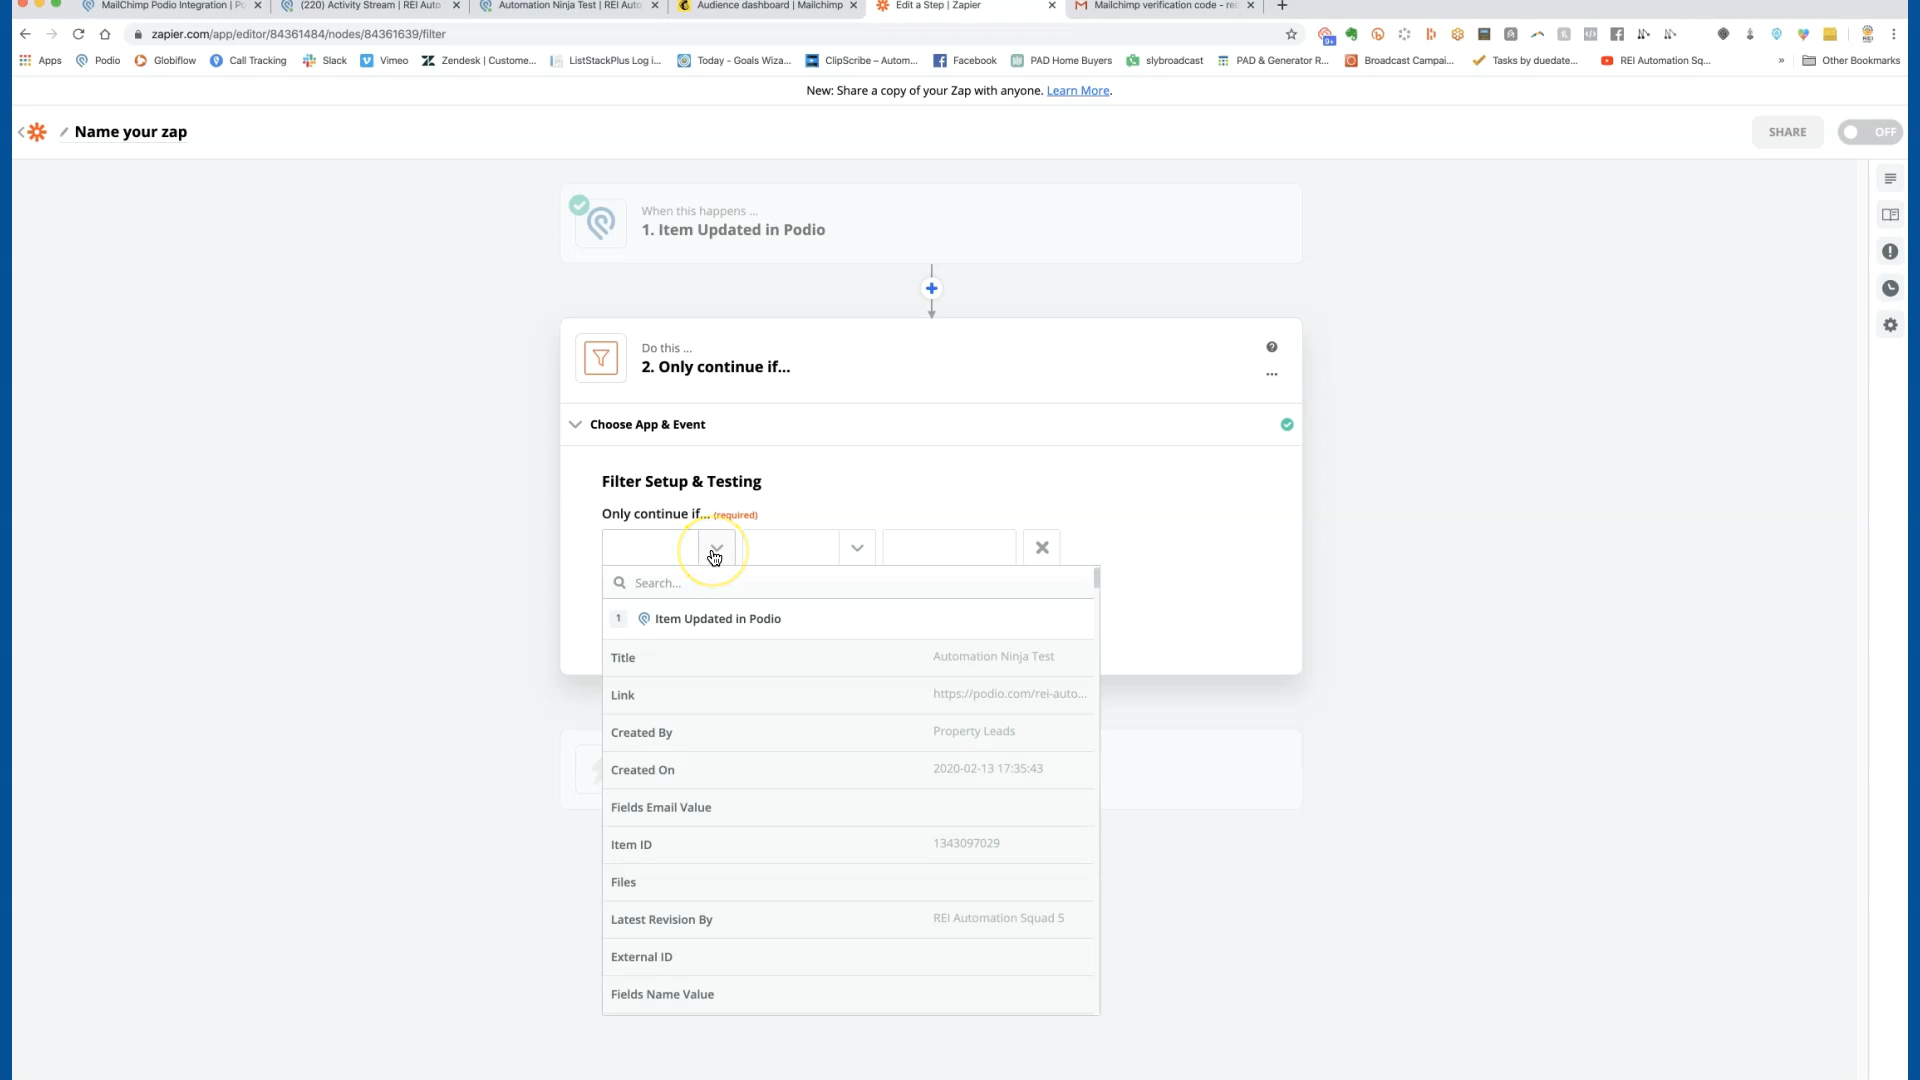 MailChimp Podio Integration | Po
(220) Activity Stream | REI Auto
Automation Ninja Test | REI Auto
Audience dashboard | Mailchimp
Edit a Step | Zapier
Mailchimp verification code - rei
zapier.com/app/editor/84361484/nodes/84361639/filter
9+
Apps
Podio
Globiflow
Call Tracking
Slack
Vimeo
Zendesk | Custome...
ListStackPlus Log i...
Today - Goals Wiza...
ClipScribe – Autom...
Facebook
PAD Home Buyers
slybroadcast
PAD & Generator R...
Broadcast Campai...
Tasks by duedate...
REI Automation Sq...
»
Other Bookmarks
New: Share a copy of your Zap with anyone. Learn More.
Name your zap
SHARE
OFF
When this happens ...
1. Item Updated in Podio
Do this ...
2. Only continue if...
Choose App & Event
Filter Setup & Testing
Only continue if... (required)
Search...
1 Item Updated in Podio
Title Automation Ninja Test
Link https://podio.com/rei-auto...
Created By Property Leads
Created On 2020-02-13 17:35:43
Fields Email Value
Item ID 1343097029
Files
Latest Revision By REI Automation Squad 5
External ID
Fields Name Value